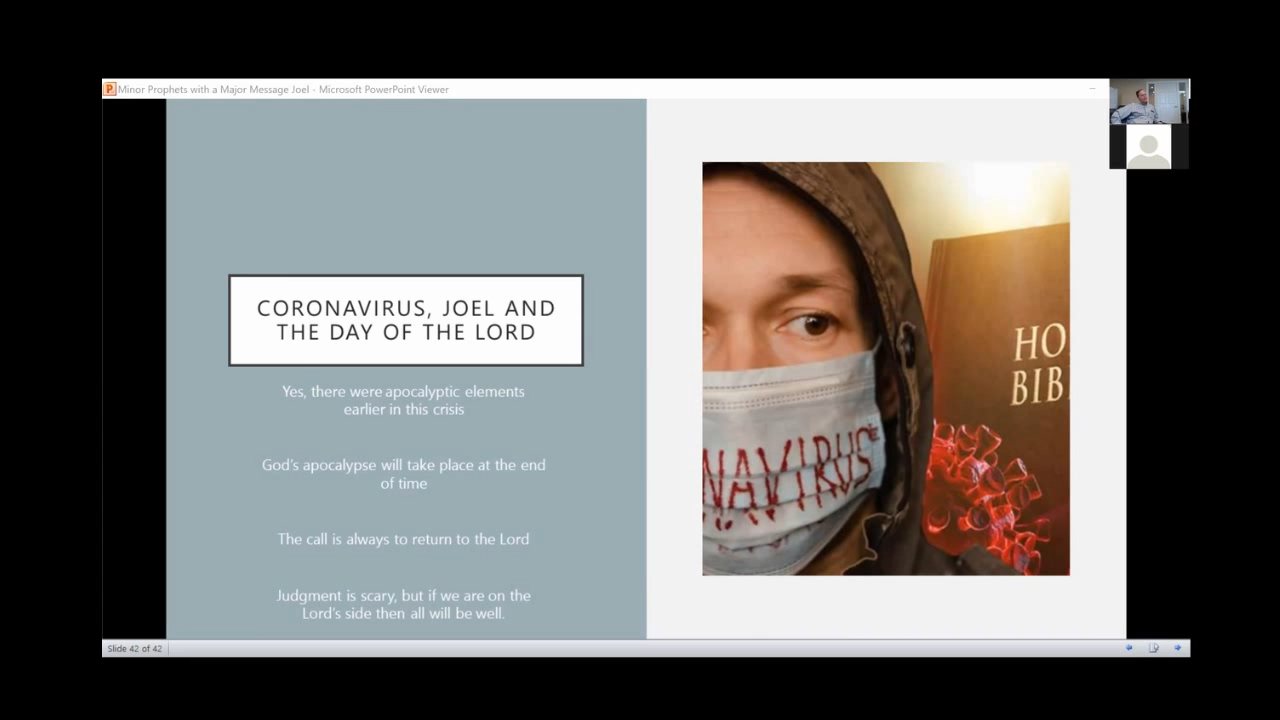 Minor Prophets with a Major Message Joel - Microsoft PowerPoint Viewer
CORONAVIRUS, JOEL AND
THE DAY OF THE LORD
Yes, there were apocalyptic elements
earlier in this crisis
God's apocalypse will take place at the end
of time
The call is always to return to the Lord
Judgment is scary, but if we are on the
Lord's side then all will be well.
NAVIRUS
HO
BIB
Slide 42 of 42